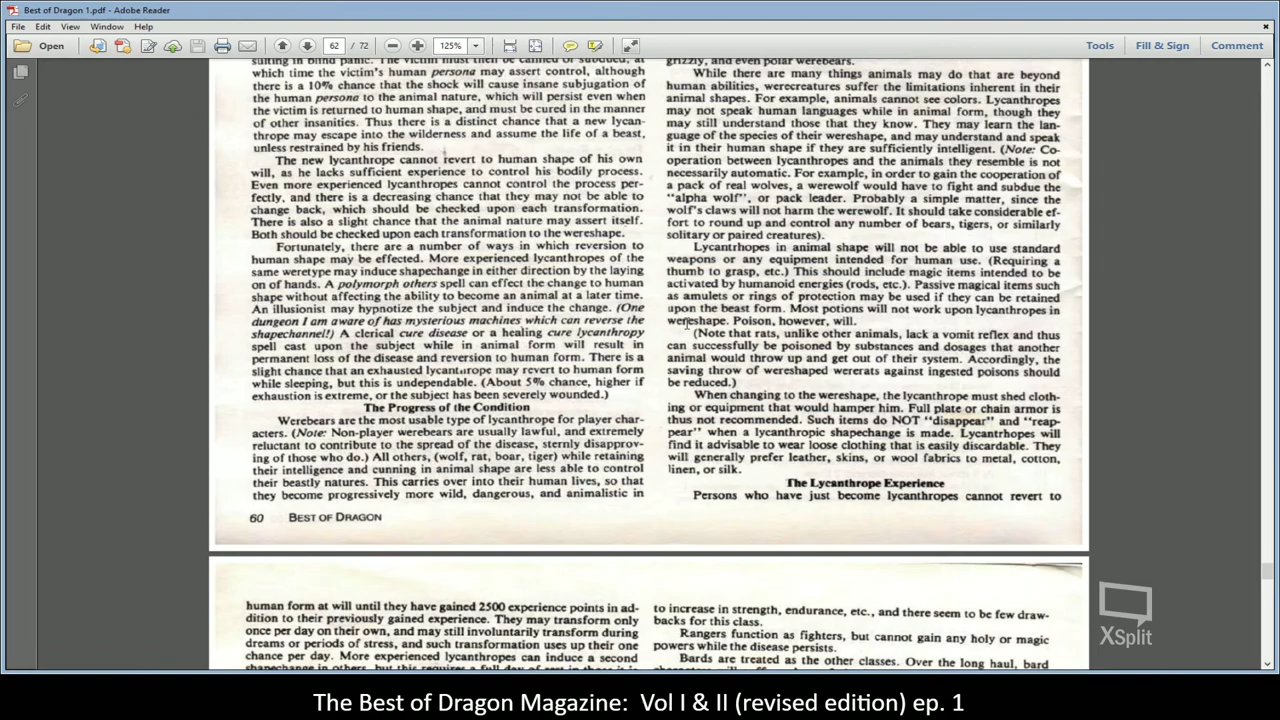 Best of Dragon 1.pdf - Adobe Reader
File Edit View Window Help
Open 62 / 72 125% Tools Fill & Sign Comment
sulting in blind panic. The victim must then be calmed or subdued, at
which time the victim's human persona may assert control, although
there is a 10% chance that the shock will cause insane subjugation of
the human persona to the animal nature, which will persist even when
the victim is returned to human shape, and must be cured in the manner
of other insanities. Thus there is a distinct chance that a new lycan-
thrope may escape into the wilderness and assume the life of a beast,
unless restrained by his friends.
The new lycanthrope cannot revert to human shape of his own
will, as he lacks sufficient experience to control his bodily process.
Even more experienced lycanthropes cannot control the process per-
fectly, and there is a decreasing chance that they may not be able to
change back, which should be checked upon each transformation.
There is also a slight chance that the animal nature may assert itself.
Both should be checked upon each transformation to the wereshape.
Fortunately, there are a number of ways in which reversion to
human shape may be effected. More experienced lycanthropes of the
same weretype may induce shapechange in either direction by the laying
on of hands. A polymorph others spell can effect the change to human
shape without affecting the ability to become an animal at a later time.
An illusionist may hypnotize the subject and induce the change. (One
dungeon I am aware of has mysterious machines which can reverse the
shapechannel!) A clerical cure disease or a healing cure lycanthropy
spell cast upon the subject while in animal form will result in
permanent loss of the disease and reversion to human form. There is a
slight chance that an exhausted lycantrope may revert to human form
while sleeping, but this is undependable. (About 5% chance, higher if
exhaustion is extreme, or the subject has been severely wounded.)
The Progress of the Condition
Werebears are the most usable type of lycanthrope for player char-
acters. (Note: Non-player werebears are usually lawful, and extremely
reluctant to contribute to the spread of the disease, sternly disapprov-
ing of those who do.) All others, (wolf, rat, boar, tiger) while retaining
their intelligence and cunning in animal shape are less able to control
their beastly natures. This carries over into their human lives, so that
they become progressively more wild, dangerous, and animalistic in
60 BEST OF DRAGON
grizzly, and even polar werebears.
While there are many things animals may do that are beyond
human abilities, werecreatures suffer the limitations inherent in their
animal shapes. For example, animals cannot see colors. Lycanthropes
may not speak human languages while in animal form, though they
may still understand those that they know. They may learn the lan-
guage of the species of their wereshape, and may understand and speak
it in their human shape if they are sufficiently intelligent. (Note: Co-
operation between lycanthropes and the animals they resemble is not
necessarily automatic. For example, in order to gain the cooperation of
a pack of real wolves, a werewolf would have to fight and subdue the
"alpha wolf", or pack leader. Probably a simple matter, since the
wolf's claws will not harm the werewolf. It should take considerable ef-
fort to round up and control any number of bears, tigers, or similarly
solitary or paired creatures).
Lycantrhopes in animal shape will not be able to use standard
weapons or any equipment intended for human use. (Requiring a
thumb to grasp, etc.) This should include magic items intended to be
activated by humanoid energies (rods, etc.). Passive magical items such
as amulets or rings of protection may be used if they can be retained
upon the beast form. Most potions will not work upon lycanthropes in
wereshape. Poison, however, will.
(Note that rats, unlike other animals, lack a vomit reflex and thus
can successfully be poisoned by substances and dosages that another
animal would throw up and get out of their system. Accordingly, the
saving throw of wereshaped wererats against ingested poisons should
be reduced.)
When changing to the wereshape, the lycanthrope must shed cloth-
ing or equipment that would hamper him. Full plate or chain armor is
thus not recommended. Such items do NOT "disappear" and "reap-
pear" when a lycanthropic shapechange is made. Lycantrhopes will
find it advisable to wear loose clothing that is easily discardable. They
will generally prefer leather, skins, or wool fabrics to metal, cotton,
linen, or silk.
The Lycanthrope Experience
Persons who have just become lycanthropes cannot revert to
human form at will until they have gained 2500 experience points in ad-
dition to their previously gained experience. They may transform only
once per day on their own, and may still involuntarily transform during
dreams or periods of stress, and such transformation uses up their one
chance per day. More experienced lycanthropes can induce a second
shapechange in others, but this requires a full day of rest
to increase in strength, endurance, etc., and there seem to be few draw-
backs for this class.
Rangers function as fighters, but cannot gain any holy or magic
powers while the disease persists.
Bards are treated as the other classes. Over the long haul, bard
XSplit
The Best of Dragon Magazine: Vol I & II (revised edition) ep. 1